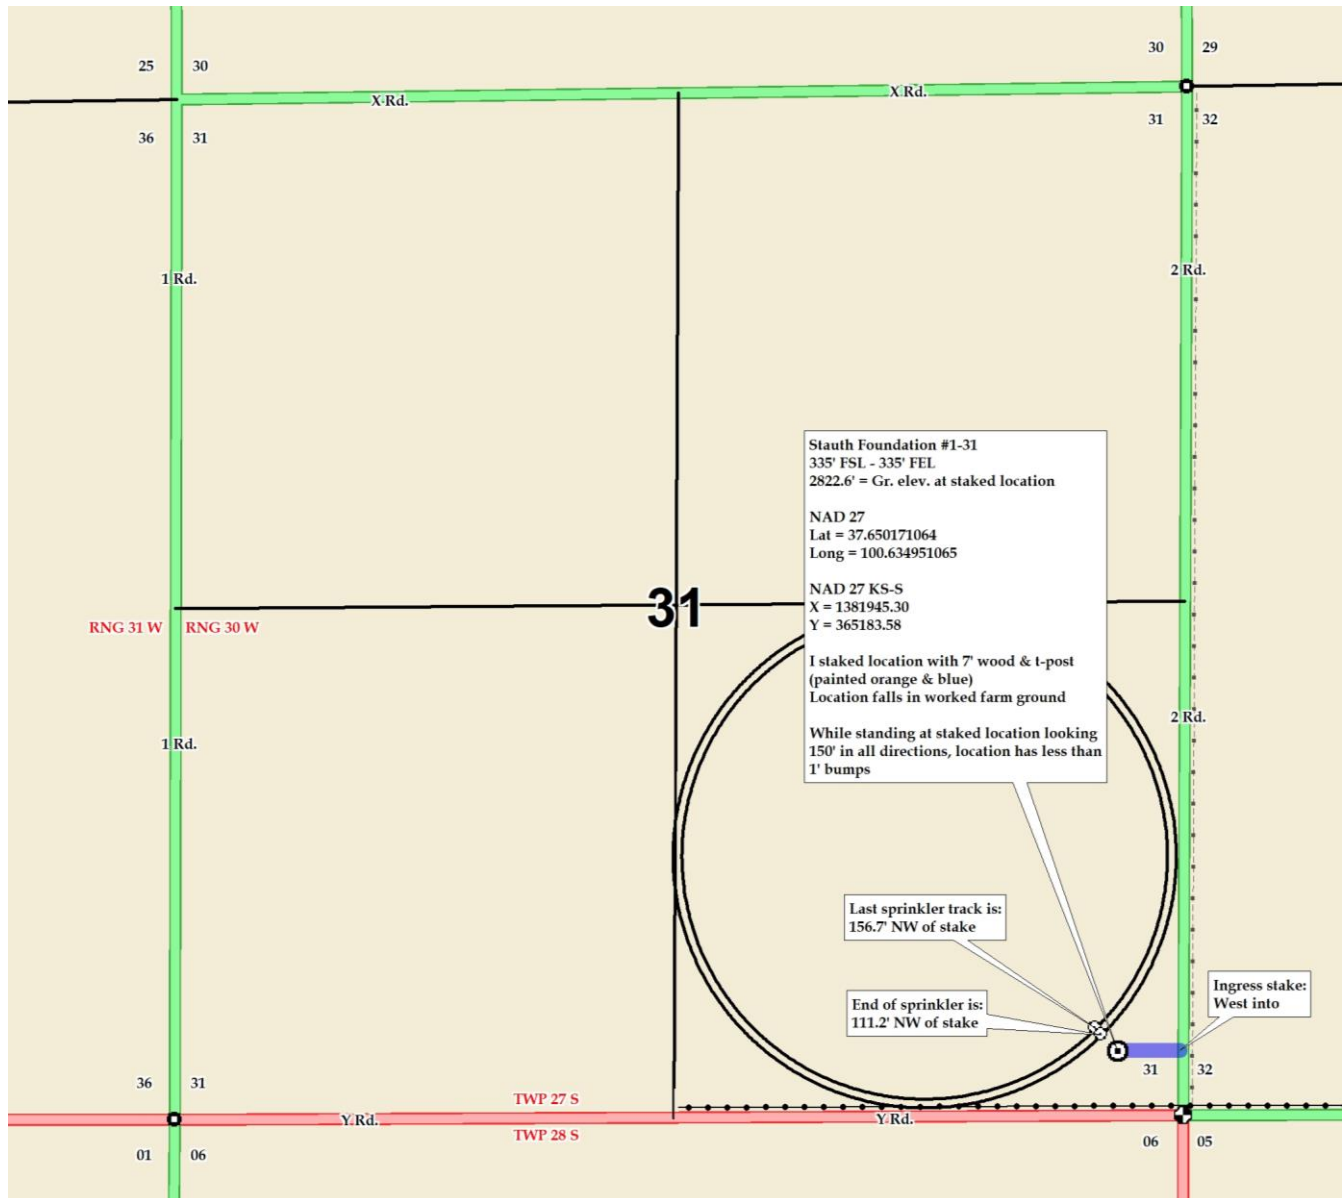 30 29
25 30
X Rd.
X Rd.
31 32
36 31
2 Rd.
1 Rd.
Stauth Foundation #1-31
335' FSL - 335' FEL
2822.6' = Gr. elev. at staked location
NAD 27
Lat = 37.650171064
Long = 100.634951065
NAD 27 KS-S
X = 1381945.30
Y = 365183.58
I staked location with 7' wood & t-post
(painted orange & blue)
Location falls in worked farm ground
While standing at staked location looking
150' in all directions, location has less than
1' bumps
31
RNG 31 W RNG 30 W
2 Rd.
1 Rd.
Last sprinkler track is:
156.7' NW of stake
End of sprinkler is:
111.2' NW of stake
Ingress stake:
West into
31 32
36 31
TWP 27 S
Y Rd.
Y Rd.
TWP 28 S
06 05
01 06